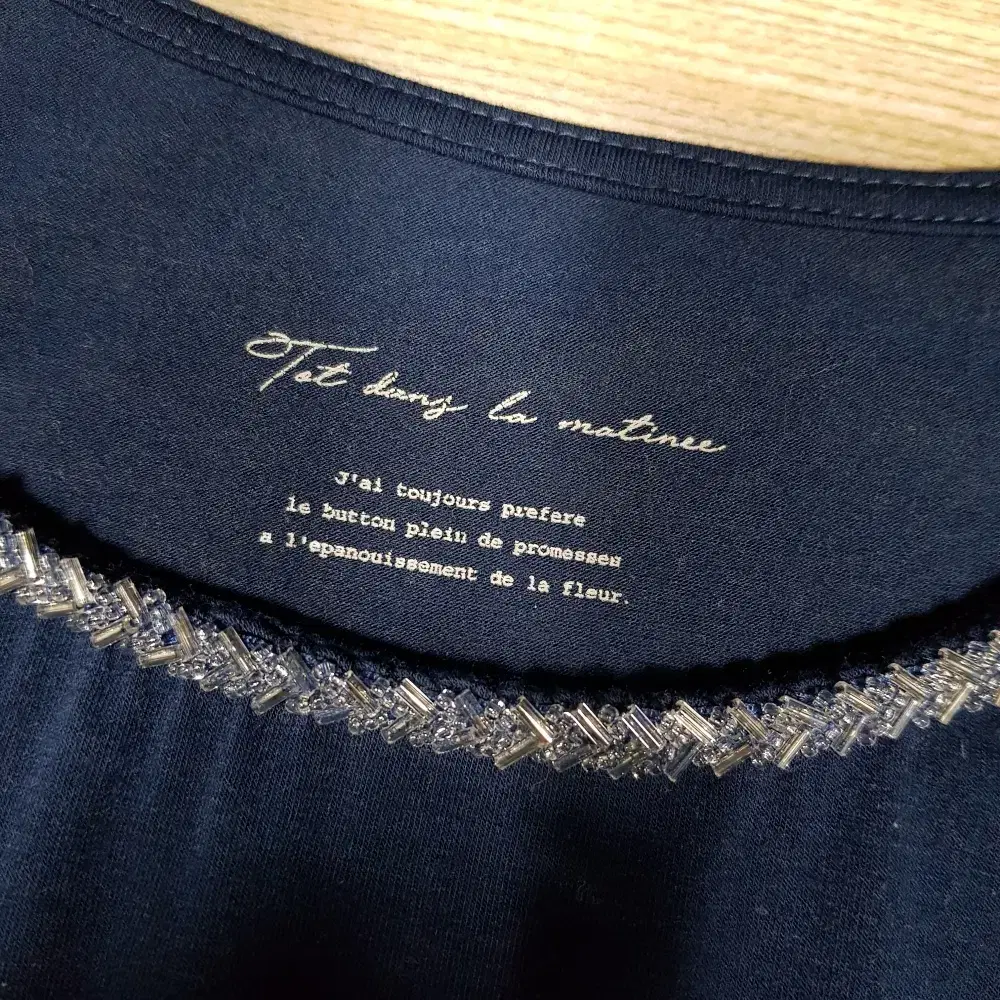 Tot dans la matinee
J'ai toujours prefere
le button plein de promesses
a l'epanouissement de la fleur.